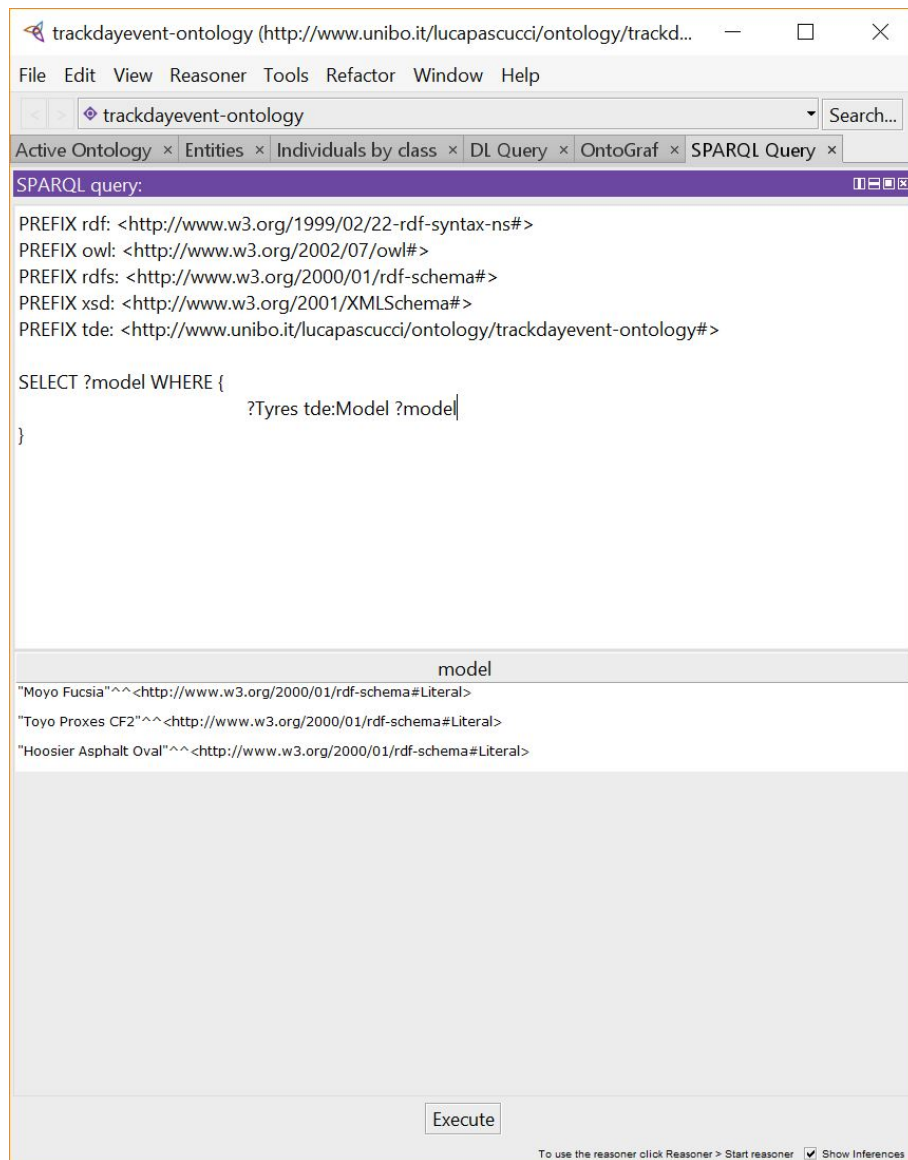 trackdayevent-ontology (http://www.unibo.it/lucapascucci/ontology/trackd...
File Edit View Reasoner Tools Refactor Window Help
< > trackdayevent-ontology Search...
Active Ontology × Entities × Individuals by class × DL Query × OntoGraf × SPARQL Query ×
SPARQL query:
PREFIX rdf: <http://www.w3.org/1999/02/22-rdf-syntax-ns#>
PREFIX owl: <http://www.w3.org/2002/07/owl#>
PREFIX rdfs: <http://www.w3.org/2000/01/rdf-schema#>
PREFIX xsd: <http://www.w3.org/2001/XMLSchema#>
PREFIX tde: <http://www.unibo.it/lucapascucci/ontology/trackdayevent-ontology#>
SELECT ?model WHERE {
?Tyres tde:Model ?model
}
model
"Moyo Fucsia"^^<http://www.w3.org/2000/01/rdf-schema#Literal>
"Toyo Proxes CF2"^^<http://www.w3.org/2000/01/rdf-schema#Literal>
"Hoosier Asphalt Oval"^^<http://www.w3.org/2000/01/rdf-schema#Literal>
Execute
To use the reasoner click Reasoner > Start reasoner Show Inferences